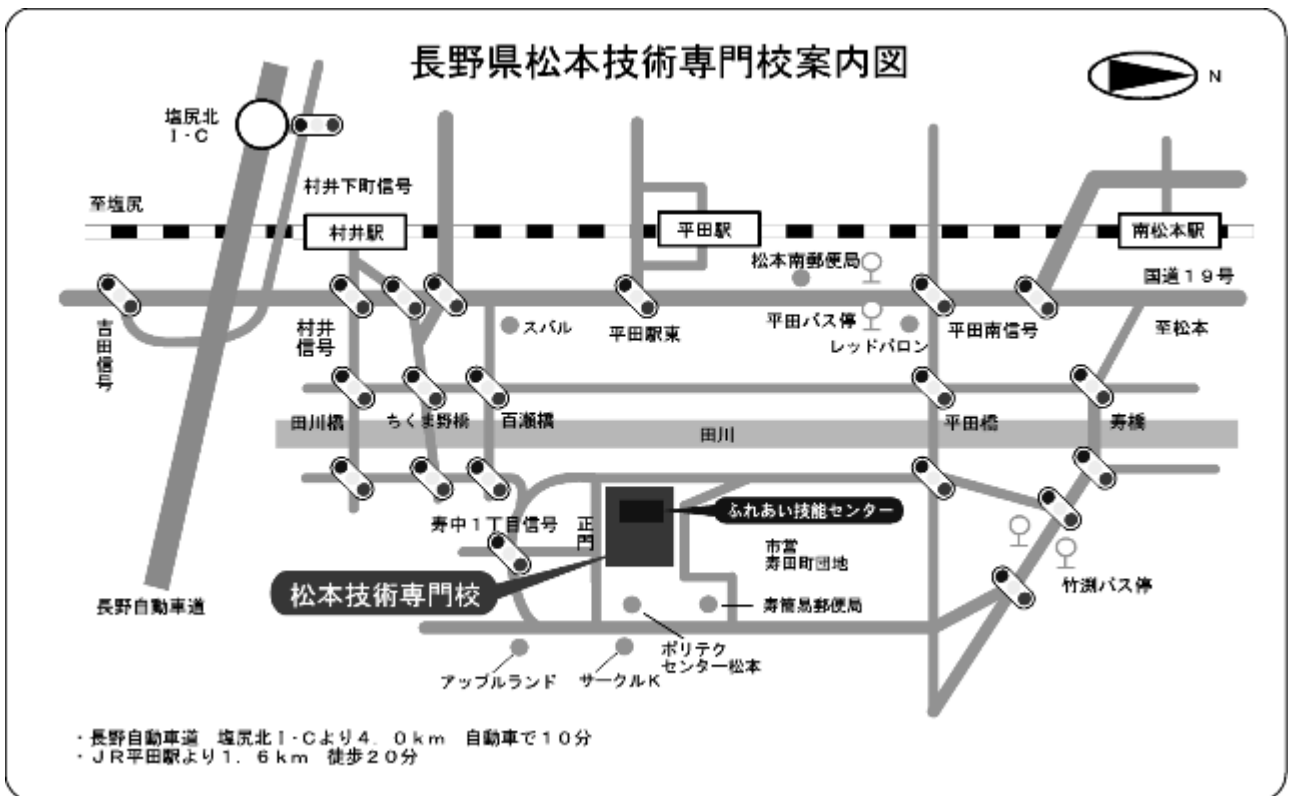 長野県松本技術専門校案内図
N
塩尻北
I・C
村井下町信号
至塩尻
村井駅
平田駅
南松本駅
松本南郵便局
国道19号
吉田信号
村井
信号
スバル
平田駅東
平田バス停
レッドバロン
平田南信号
至松本
田川橋
ちくま野橋
百瀬橋
田川
平田橋
寿橋
寿中1丁目信号
正門
ふれあい技能センター
市営
寿田町団地
松本技術専門校
竹渕バス停
長野自動車道
寿簡易郵便局
ポリテク
センター松本
アップルランド
サークルK
・長野自動車道 塩尻北I・Cより4.0km 自動車で10分
・JR平田駅より1.6km 徒歩20分